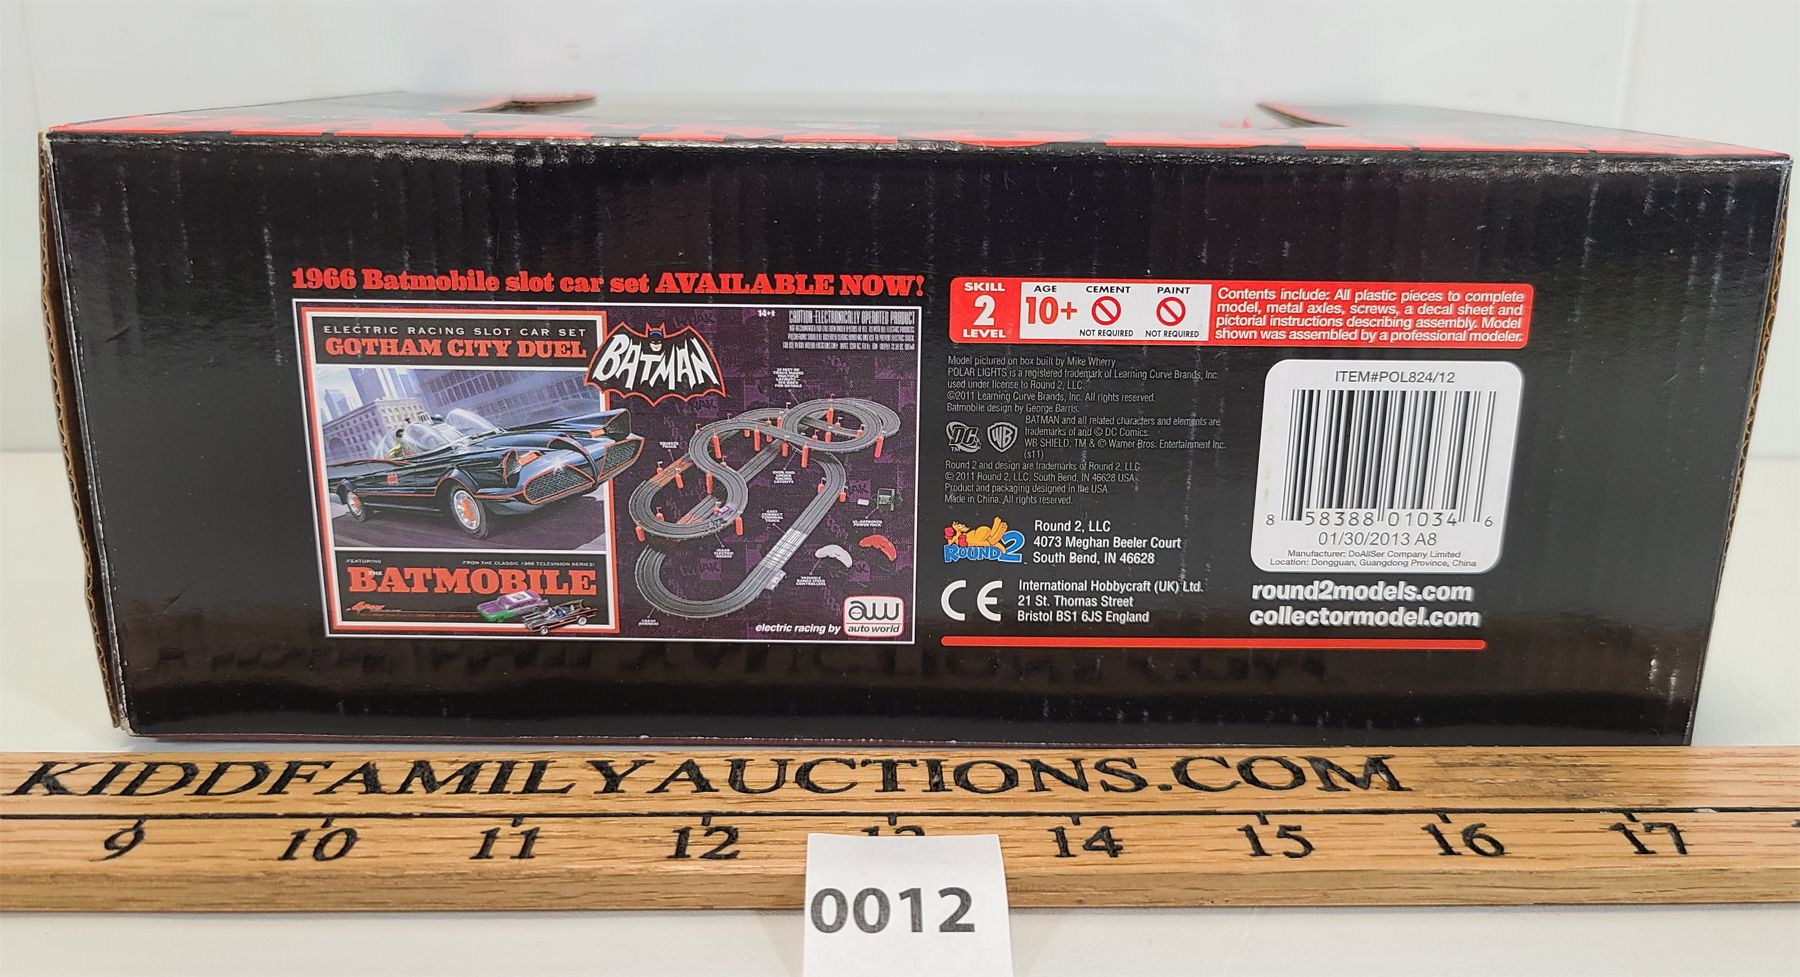 1966 Batmobile slot car set AVAILABLE NOW!
ELECTRIC RACING SLOT CAR SET
GOTHAM CITY DUEL
BATMAN
14+
CAUTION-ELECTRONICALLY OPERATED PRODUCT
FEATURING
FROM THE CLASSIC 1966 TELEVISION SERIES!
THE BATMOBILE
electric racing by
aw
auto world
SKILL
2
LEVEL
AGE
10+
CEMENT
NOT REQUIRED
PAINT
NOT REQUIRED
Contents include: All plastic pieces to complete
model, metal axles, screws, a decal sheet and
pictorial instructions describing assembly. Model
shown was assembled by a professional modeler.
Model pictured on box built by Mike Wherry
POLAR LIGHTS is a registered trademark of Learning Curve Brands, Inc.
used under license to Round 2, LLC.
©2011 Learning Curve Brands, Inc. All rights reserved.
Batmobile design by George Barris.
BATMAN and all related characters and elements are
trademarks of and © DC Comics.
WB SHIELD: TM & © Warner Bros. Entertainment Inc.
(s11)
DC
TM
WB
Round 2 and design are trademarks of Round 2, LLC.
© 2011 Round 2, LLC, South Bend, IN 46628 USA
Product and packaging designed in the USA
Made in China. All rights reserved.
ROUND 2
Round 2, LLC
4073 Meghan Beeler Court
South Bend, IN 46628
CE
International Hobbycraft (UK) Ltd.
21 St. Thomas Street
Bristol BS1 6JS England
ITEM#POL824/12
8 58388 01034 6
01/30/2013 A8
Manufacturer: DoAllSer Company Limited
Location: Dongguan, Guangdong Province, China
round2models.com
collectormodel.com
KIDDFAMILYAUCTIONS.COM
9 10 11 12 13 14 15 16 17
0012